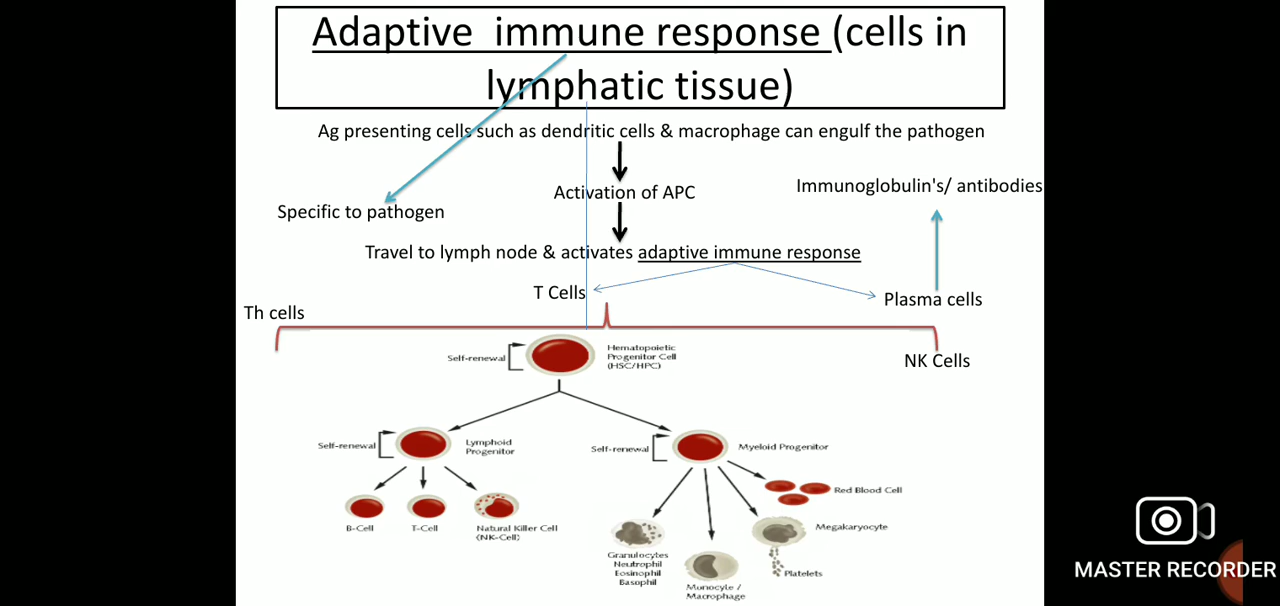 Adaptive immune response (cells in
lymphatic tissue)
Ag presenting cells such as dendritic cells & macrophage can engulf the pathogen
Activation of APC
Immunoglobulin's/ antibodies
Specific to pathogen
Travel to lymph node & activates adaptive immune response
T Cells
Plasma cells
Th cells
NK Cells
Self-renewal
Hematopoietic
Progenitor Cell
(HSC/HPC)
Self-renewal
Lymphoid
Progenitor
Self-renewal
Myeloid Progenitor
Red Blood Cell
B-Cell
T-Cell
Natural Killer Cell
(NK-Cell)
Megakaryocyte
Granulocytes
Neutrophil
Eosinophil
Basophil
Platelets
Monocyte /
Macrophage
MASTER RECORDER